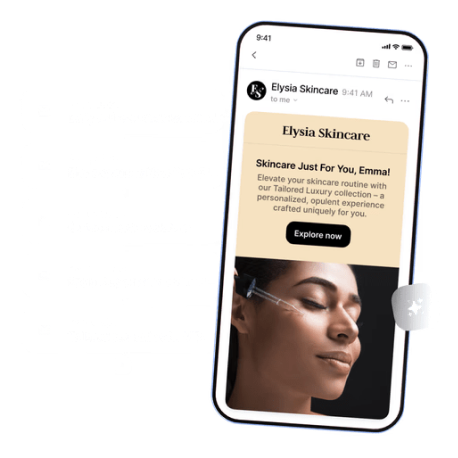 9:41
Elysia Skincare 9:41 AM
to me
ES
Elysia Skincare
Skincare Just For You, Emma!
Elevate your skincare routine with
our Tailored Luxury collection – a
personalized, opulent experience
crafted uniquely for you.
Explore now